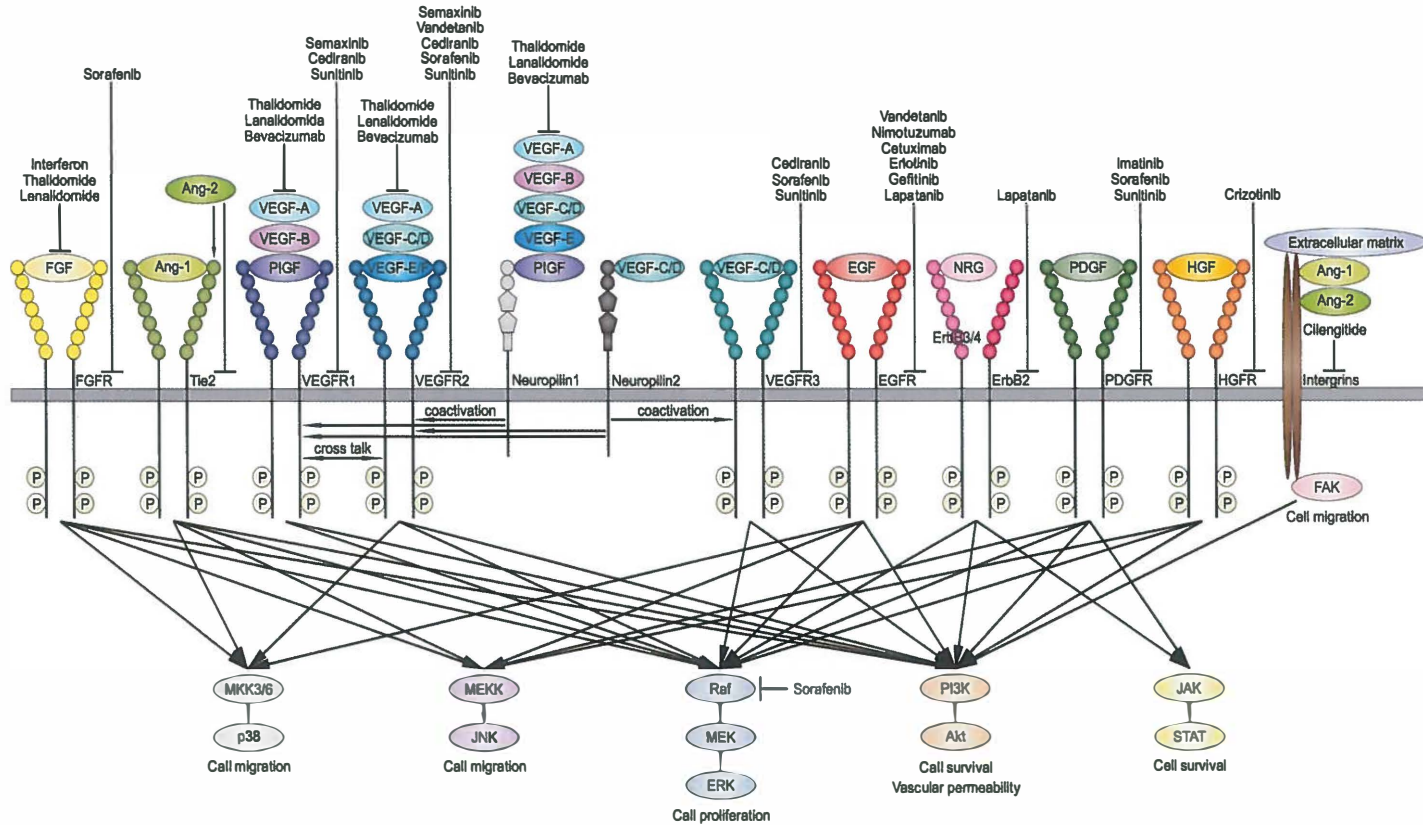 Sorafenib
Interferon
Thalidomide
Lenalidomide
FGF
FGFR
Ang-2
Ang-1
Tie2
Semaxinib
Cediranib
Sunitinib
Thalidomide
Lanalidomida
Bevacizumab
VEGF-A
VEGF-B
PIGF
VEGFR1
Semaxinib
Vandetanib
Cediranib
Sorafenib
Sunitinib
Thalidomide
Lenalidomide
Bevacizumab
VEGF-A
VEGF-C/D
VEGF-E/F
VEGFR2
Thalidomide
Lanalidomide
Bevacizumab
VEGF-A
VEGF-B
VEGF-C/D
VEGF-E
PIGF
Neuropilin1
VEGF-C/D
Neuropilin2
Cediranib
Sorafenib
Sunitinib
VEGF-C/D
VEGFR3
Vandetanib
Nimotuzumab
Cetuximab
Erlotinib
Gefitinib
Lapatanib
EGF
EGFR
Lapatanib
NRG
ErbB3/4
ErbB2
Imatinib
Sorafenib
Sunitinib
PDGF
PDGFR
Crizotinib
HGF
HGFR
Extracellular matrix
Ang-1
Ang-2
Cilengitide
Intergrins
coactivation
coactivation
cross talk
P P P P P P P P P P P P P P P P P P
P P P P P P P P P P P P P P P P P P
FAK
Cell migration
MKK3/6
p38
Call migration
MEKK
JNK
Call migration
Raf
Sorafenib
MEK
ERK
Call proliferation
PI3K
Akt
Call survival
Vascular permeability
JAK
STAT
Cell survival